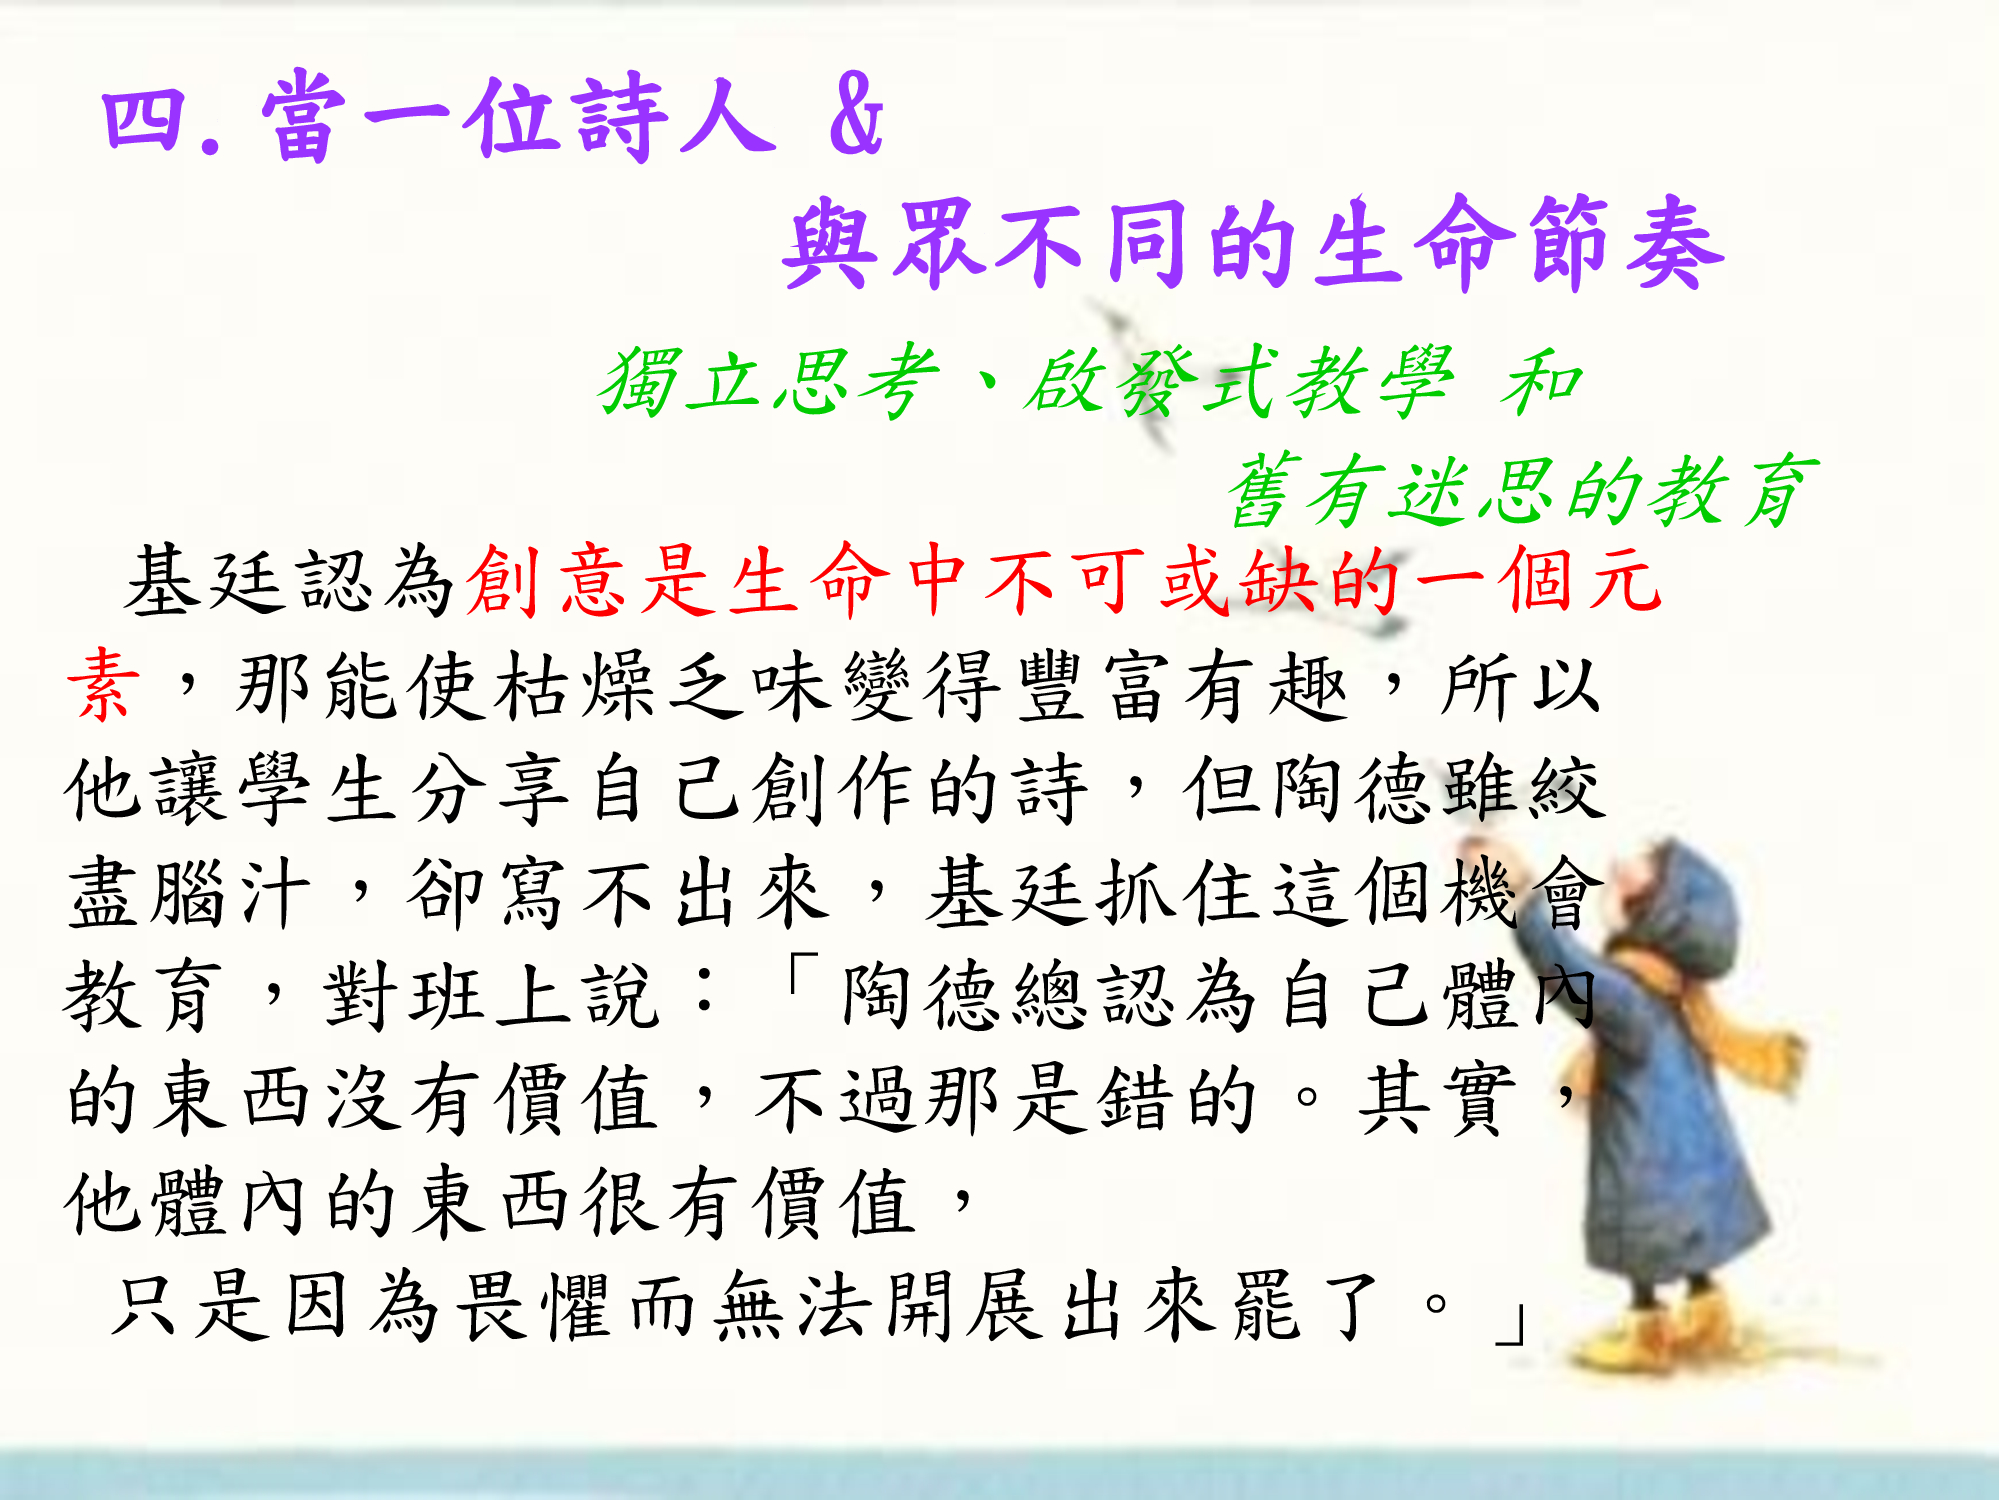 四.當一位詩人 &
與眾不同的生命節奏
獨立思考、啟發式教學 和
舊有迷思的教育
基廷認為創意是生命中不可或缺的一個元
素，那能使枯燥乏味變得豐富有趣，所以
他讓學生分享自己創作的詩，但陶德雖絞
盡腦汁，卻寫不出來，基廷抓住這個機會
教育，對班上說：「陶德總認為自己體內
的東西沒有價值，不過那是錯的。其實，
他體內的東西很有價值，
只是因為畏懼而無法開展出來罷了。」